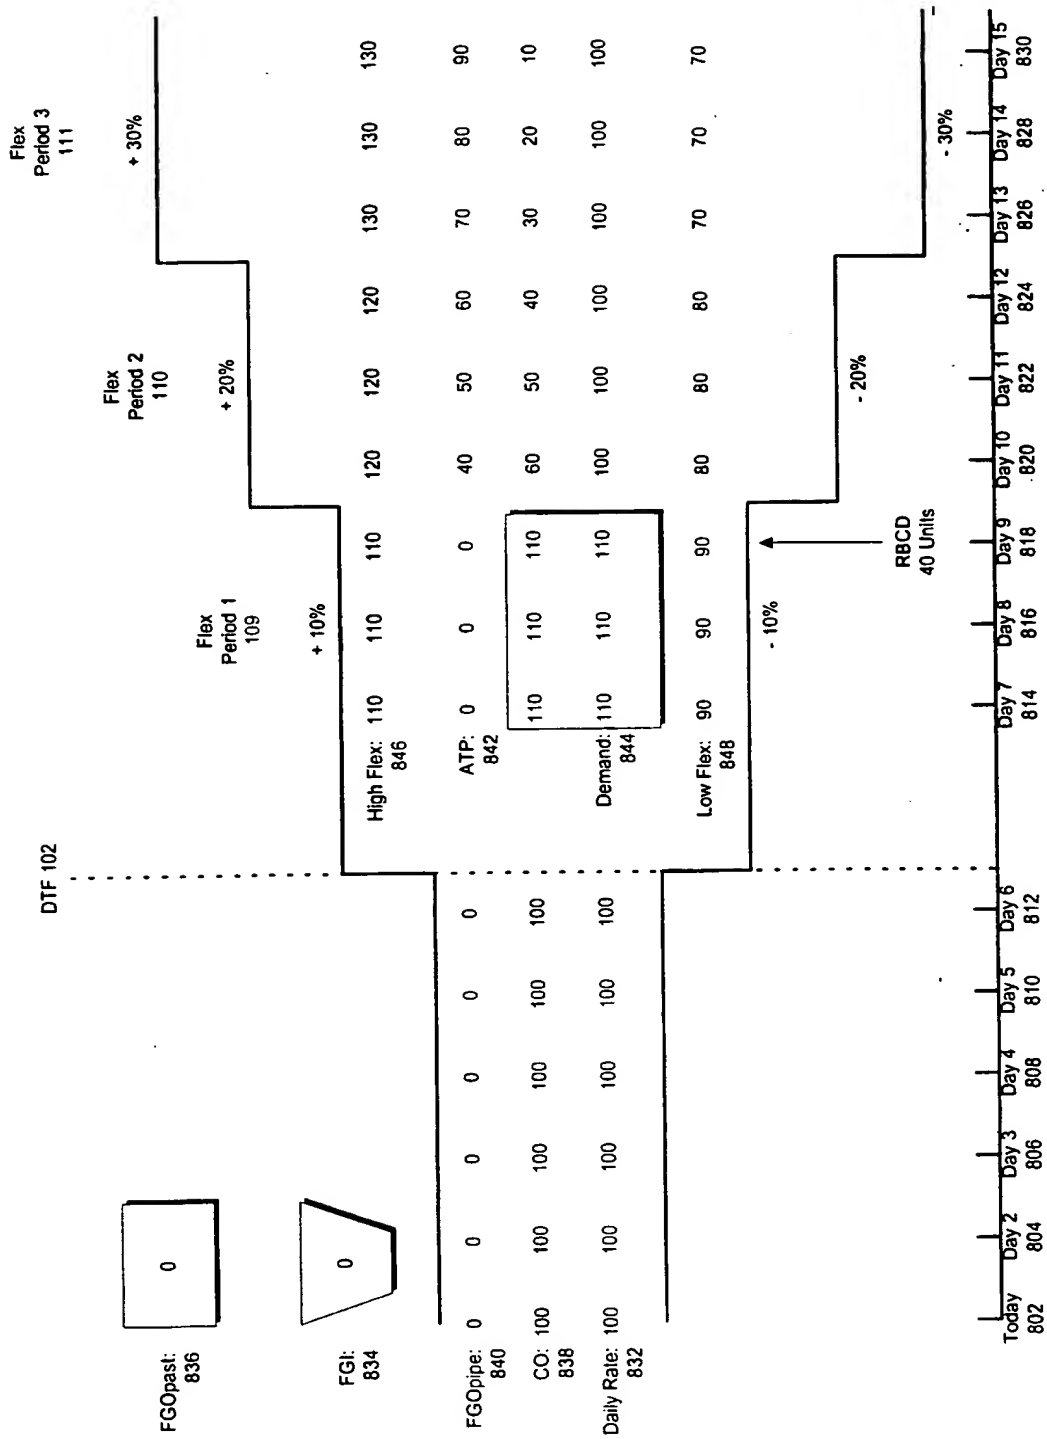 DTF 102
Flex
Period 1
109
Flex
Period 2
110
Flex
Period 3
111
+ 10%
+ 20%
+ 30%
FGOpast:
836
0
FGI:
834
0
High Flex: 110 110 110 120 120 120 130 130 130
846
FGOpipe: 0 0 0 0 0 0
840
ATP: 0 0 0 40 50 60 70 80 90
842
CO: 100 100 100 100 100 100 110 110 110 60 50 40 30 20 10
838
Daily Rate: 100 100 100 100 100 100
832
Demand: 110 110 110 100 100 100 100 100 100
844
Low Flex: 90 90 90 80 80 80 70 70 70
848
- 10%
- 20%
- 30%
RBCD
40 Units
Today Day 2 Day 3 Day 4 Day 5 Day 6 Day 7 Day 8 Day 9 Day 10 Day 11 Day 12 Day 13 Day 14 Day 15
802 804 806 808 810 812 814 816 818 820 822 824 826 828 830